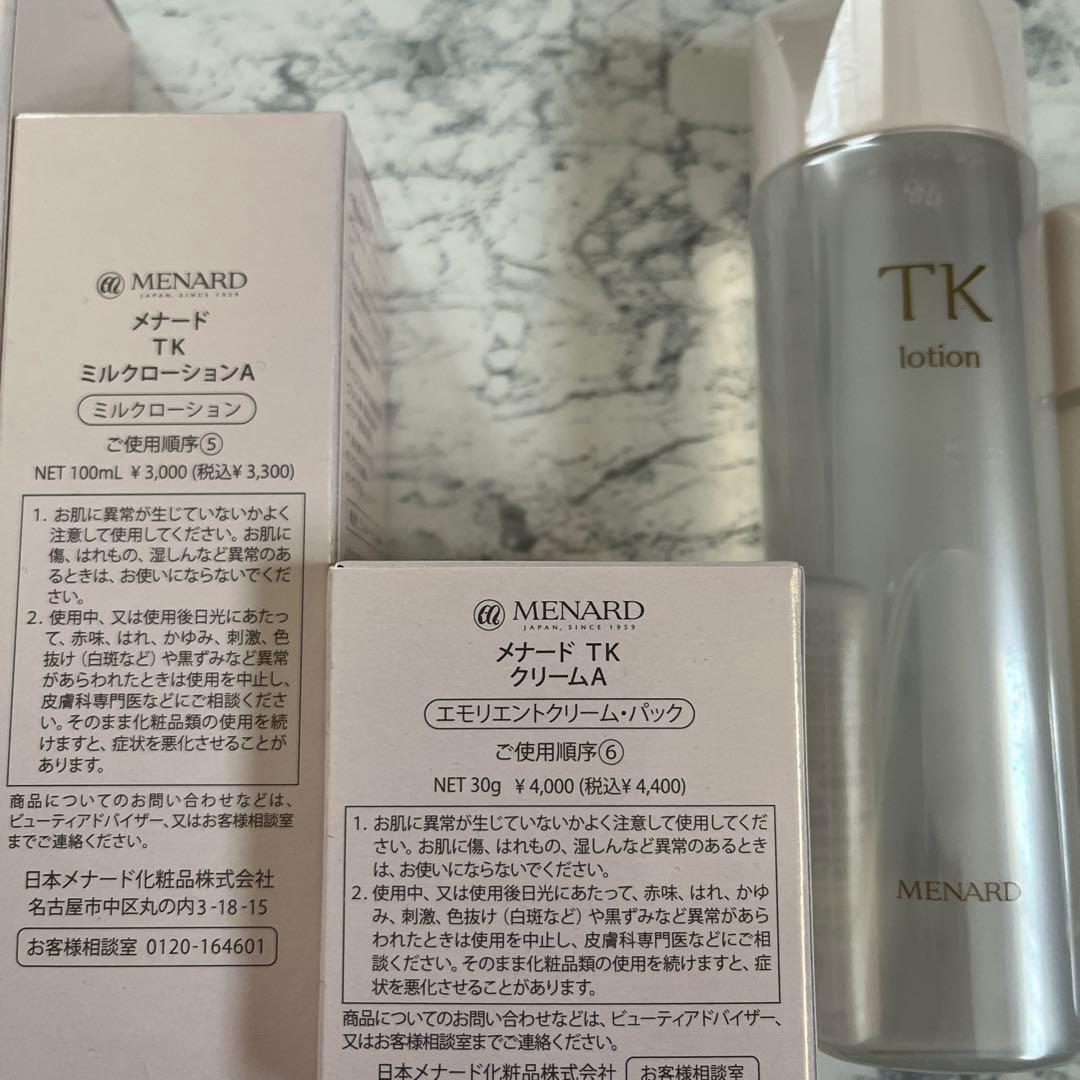 MENARD
JAPAN, SINCE 1959
メナード
TK
ミルクローションA
ミルクローション
ご使用順序⑤
NET 100mL ¥3,000 (税込¥3,300)
1. お肌に異常が生じていないかよく
注意して使用してください。お肌に
傷、はれもの、湿しんなど異常のあ
るときは、お使いにならないでくだ
さい。
2. 使用中、又は使用後日光にあたっ
て、赤味、はれ、かゆみ、刺激、色
抜け（白斑など）や黒ずみなど異常
があらわれたときは使用を中止し、
皮膚科専門医などにご相談くださ
い。そのまま化粧品類の使用を続
けますと、症状を悪化させることが
あります。
商品についてのお問い合わせなどは、
ビューティアドバイザー、又はお客様相談室
までご連絡ください。
日本メナード化粧品株式会社
名古屋市中区丸の内3-18-15
お客様相談室 0120-164601
MENARD
JAPAN, SINCE 1959
メナード TK
クリームA
エモリエントクリーム・パック
ご使用順序⑥
NET 30g ¥4,000 (税込¥4,400)
1. お肌に異常が生じていないかよく注意して使用してくだ
さい。お肌に傷、はれもの、湿しんなど異常のあるとき
は、お使いにならないでください。
2. 使用中、又は使用後日光にあたって、赤味、はれ、かゆ
み、刺激、色抜け（白斑など）や黒ずみなど異常があら
われたときは使用を中止し、皮膚科専門医などにご相
談ください。そのまま化粧品類の使用を続けますと、症
状を悪化させることがあります。
商品についてのお問い合わせなどは、ビューティアドバイザー、
又はお客様相談室までご連絡ください。
日本メナード化粧品株式会社 お客様相談室
TK
lotion
MENARD